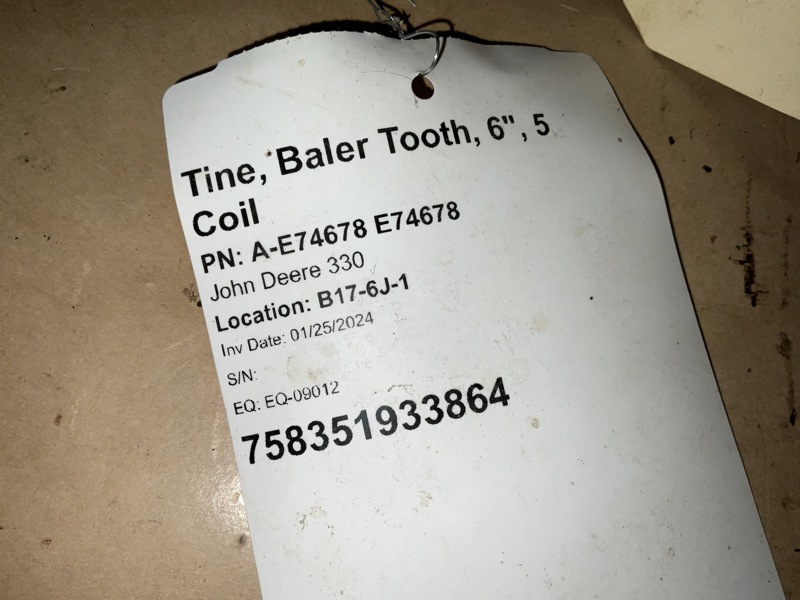 Tine, Baler Tooth, 6", 5
Coil
PN: A-E74678 E74678
John Deere 330
Location: B17-6J-1
Inv Date: 01/25/2024
S/N:
EQ: EQ-09012
758351933864